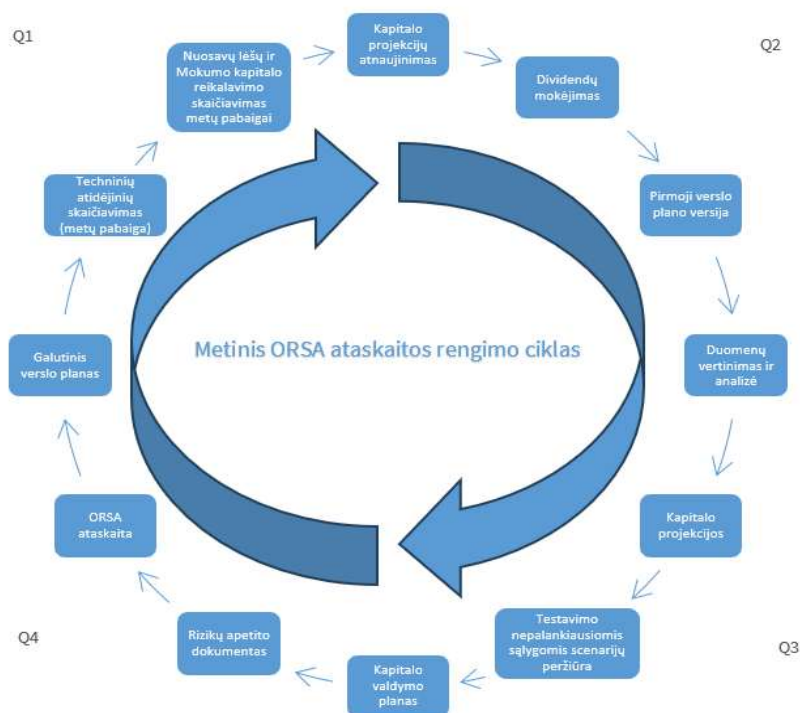 Q1
Q2
Kapitalo
projekcijų
atnaujinimas
Dividendų
mokėjimas
Pirmoji verslo
plano versija
Duomenų
vertinimas ir
analizė
Kapitalo
projekcijos
Testavimo
nepalankiausiomis
sąlygomis scenarijų
peržiūra
Kapitalo
valdymo
planas
Rizikų apetito
dokumentas
ORSA
ataskaita
Galutinis
verslo planas
Techninių
atidėjinių
skaičiavimas
(metų pabaiga)
Nuosavų lėšų ir
Mokumo kapitalo
reikalavimo
skaičiavimas
metų pabaigai
Metinis ORSA ataskaitos rengimo ciklas
Q4
Q3